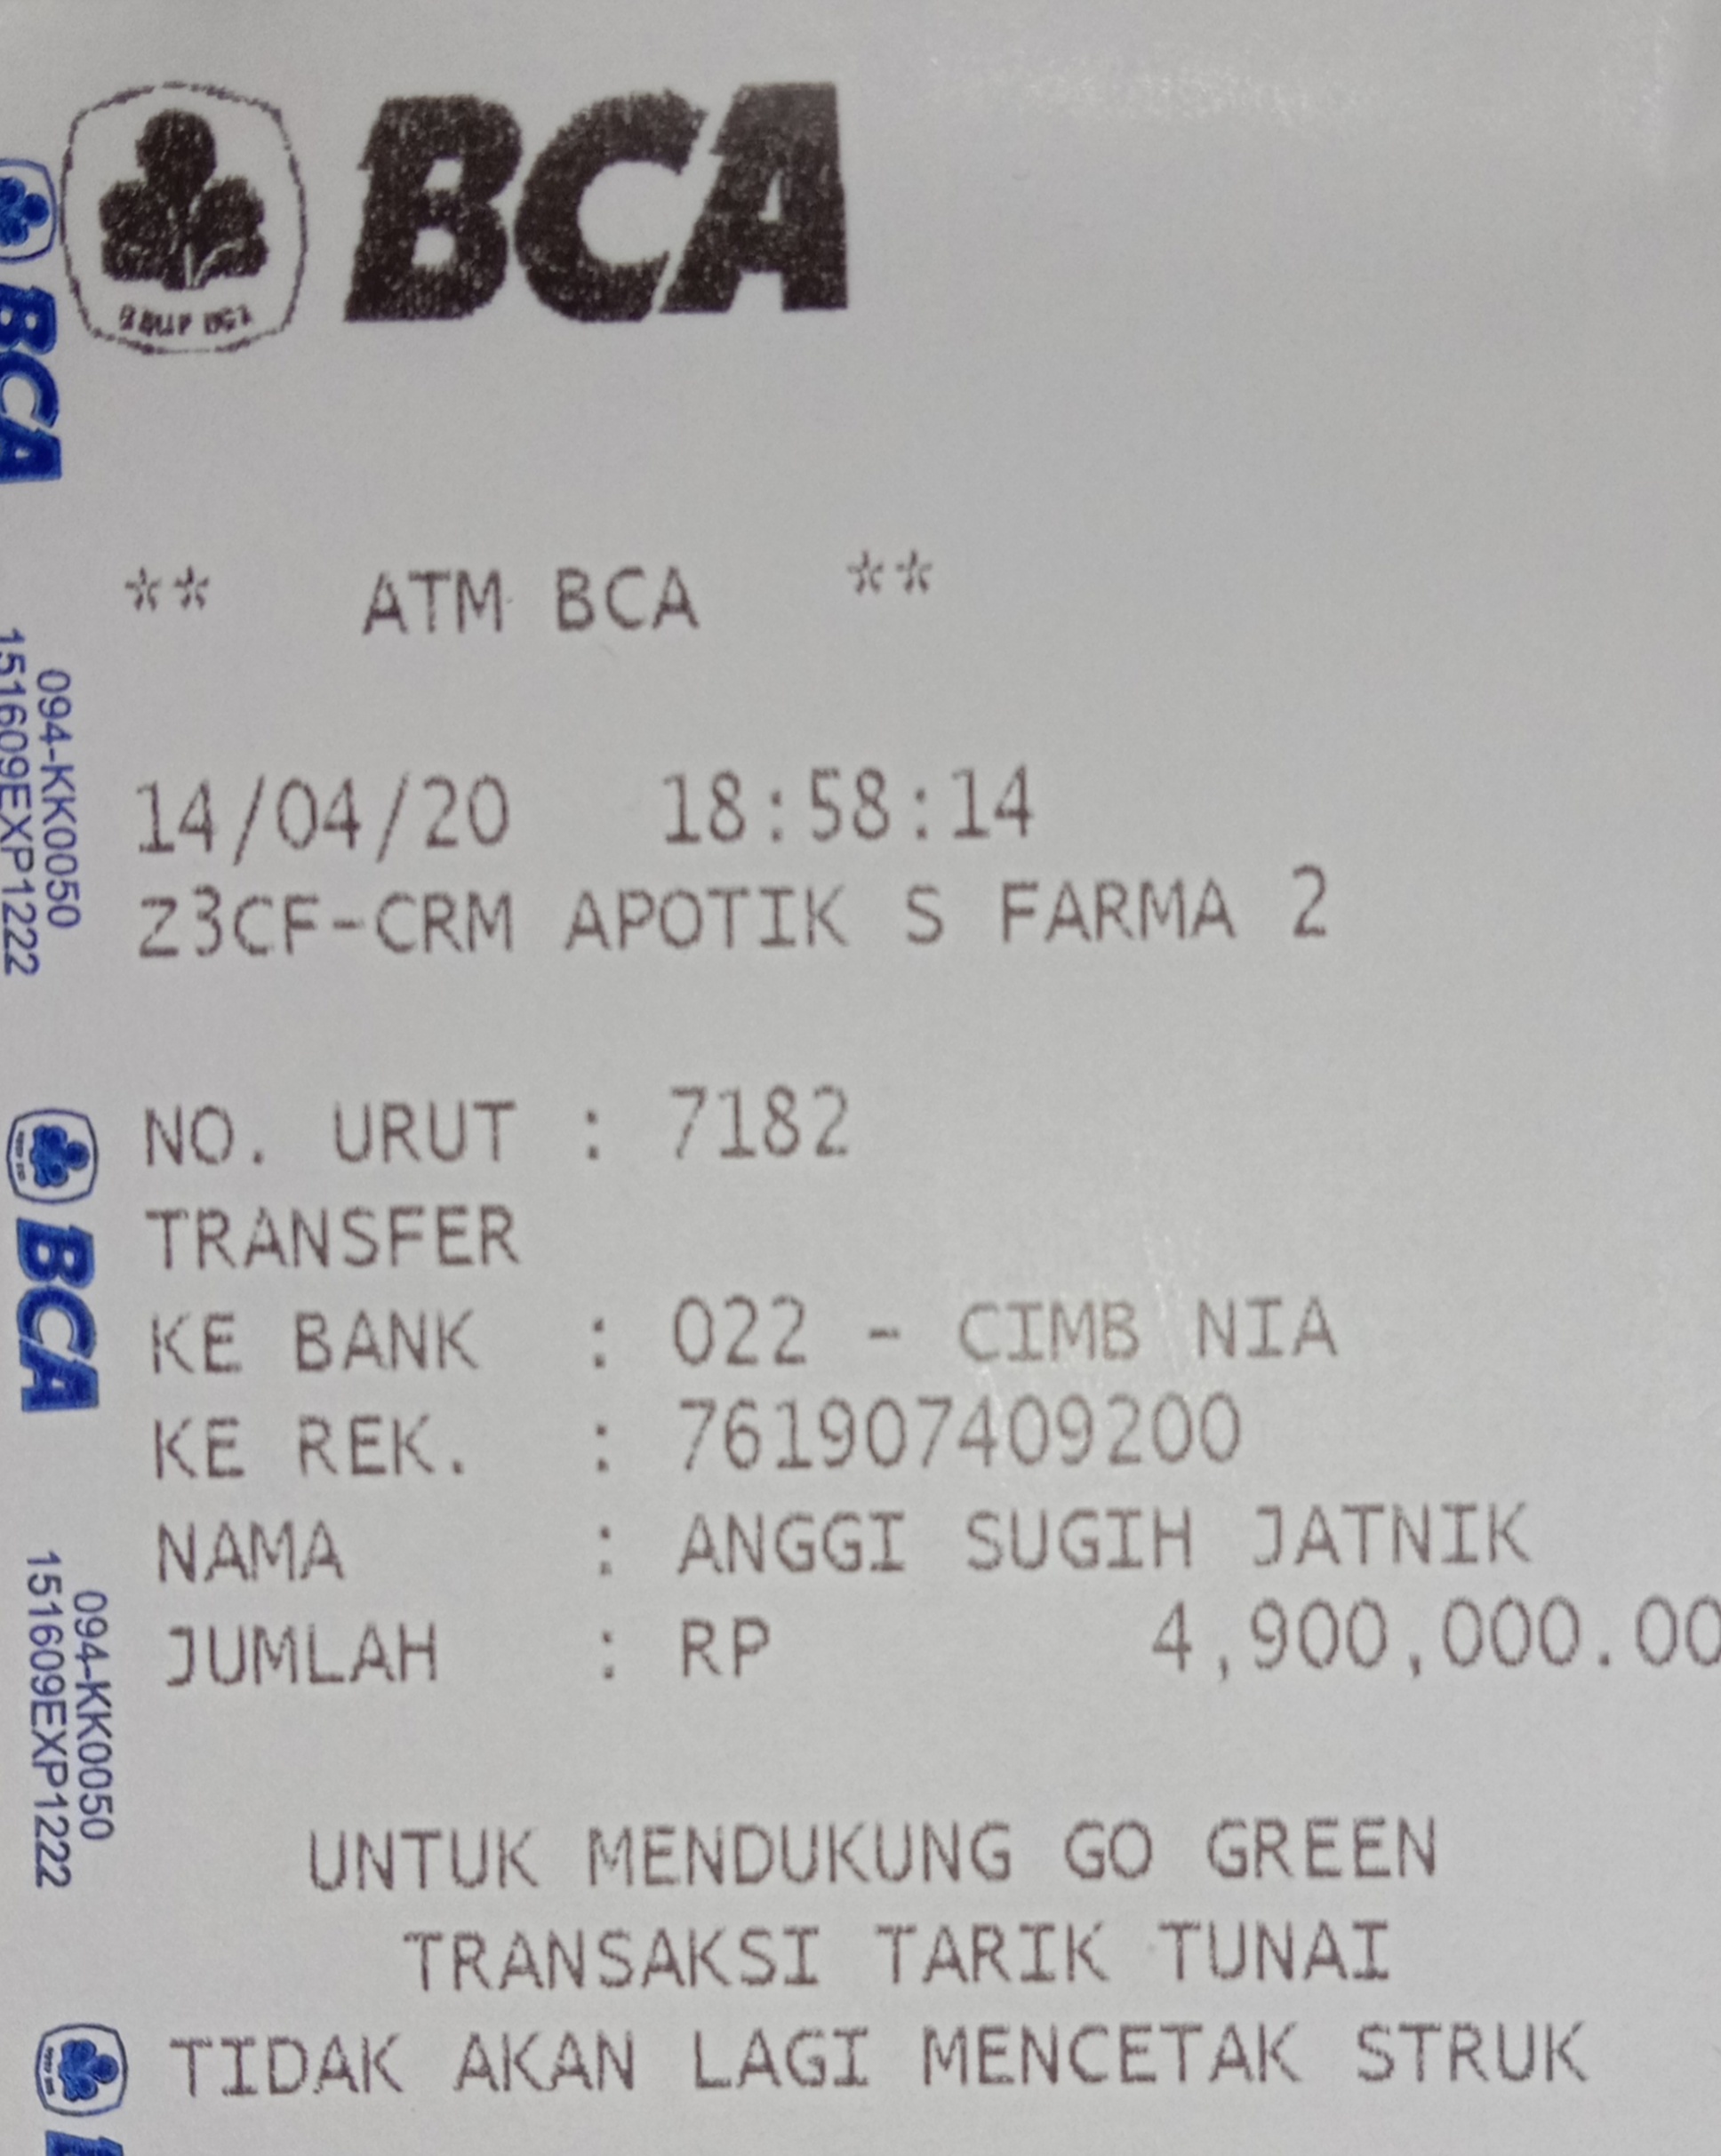 BCA
** ATM BCA **
14/04/20 18:58:14
Z3CF-CRM APOTIK S FARMA 2
NO. URUT : 7182
TRANSFER
KE BANK : 022 - CIMB NIA
KE REK. : 761907409200
NAMA : ANGGI SUGIH JATNIK
JUMLAH : RP 4,900,000.00
UNTUK MENDUKUNG GO GREEN
TRANSAKSI TARIK TUNAI
TIDAK AKAN LAGI MENCETAK STRUK
BCA
094-KK0050
151609EXP1222
BCA
094-KK0050
151609EXP1222